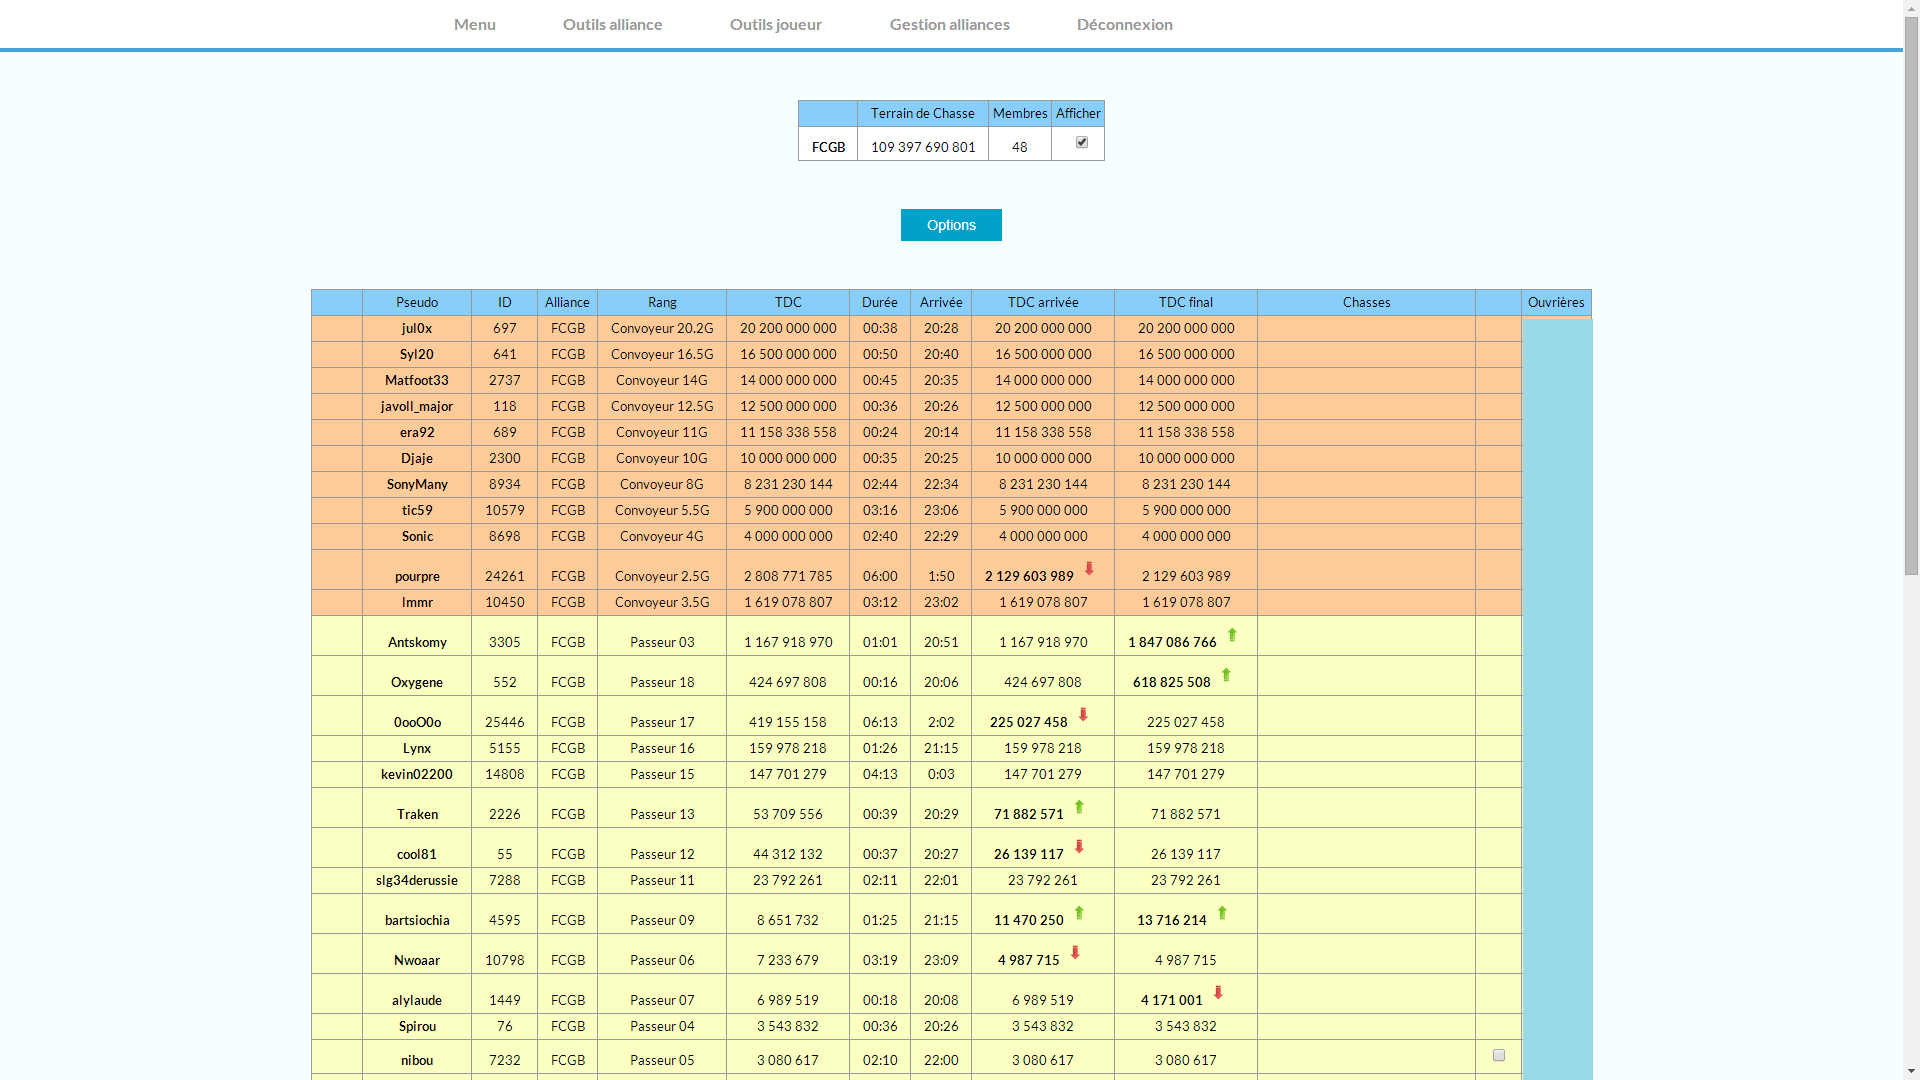 Menu Outils alliance Outils joueur Gestion alliances Déconnexion
Terrain de Chasse Membres Afficher
FCGB 109 397 690 801 48
Options
Pseudo ID Alliance Rang TDC Durée Arrivée TDC arrivée TDC final Chasses Ouvrières
jul0x 697 FCGB Convoyeur 20.2G 20 200 000 000 00:38 20:28 20 200 000 000 20 200 000 000
Syl20 641 FCGB Convoyeur 16.5G 16 500 000 000 00:50 20:40 16 500 000 000 16 500 000 000
Matfoot33 2737 FCGB Convoyeur 14G 14 000 000 000 00:45 20:35 14 000 000 000 14 000 000 000
javoll_major 118 FCGB Convoyeur 12.5G 12 500 000 000 00:36 20:26 12 500 000 000 12 500 000 000
era92 689 FCGB Convoyeur 11G 11 158 338 558 00:24 20:14 11 158 338 558 11 158 338 558
Djaje 2300 FCGB Convoyeur 10G 10 000 000 000 00:35 20:25 10 000 000 000 10 000 000 000
SonyMany 8934 FCGB Convoyeur 8G 8 231 230 144 02:44 22:34 8 231 230 144 8 231 230 144
tic59 10579 FCGB Convoyeur 5.5G 5 900 000 000 03:16 23:06 5 900 000 000 5 900 000 000
Sonic 8698 FCGB Convoyeur 4G 4 000 000 000 02:40 22:29 4 000 000 000 4 000 000 000
pourpre 24261 FCGB Convoyeur 2.5G 2 808 771 785 06:00 1:50 2 129 603 989 2 129 603 989
lmmr 10450 FCGB Convoyeur 3.5G 1 619 078 807 03:12 23:02 1 619 078 807 1 619 078 807
Antskomy 3305 FCGB Passeur 03 1 167 918 970 01:01 20:51 1 167 918 970 1 847 086 766
Oxygene 552 FCGB Passeur 18 424 697 808 00:16 20:06 424 697 808 618 825 508
0ooO0o 25446 FCGB Passeur 17 419 155 158 06:13 2:02 225 027 458 225 027 458
Lynx 5155 FCGB Passeur 16 159 978 218 01:26 21:15 159 978 218 159 978 218
kevin02200 14808 FCGB Passeur 15 147 701 279 04:13 0:03 147 701 279 147 701 279
Traken 2226 FCGB Passeur 13 53 709 556 00:39 20:29 71 882 571 71 882 571
cool81 55 FCGB Passeur 12 44 312 132 00:37 20:27 26 139 117 26 139 117
slg34derussie 7288 FCGB Passeur 11 23 792 261 02:11 22:01 23 792 261 23 792 261
bartsiochia 4595 FCGB Passeur 09 8 651 732 01:25 21:15 11 470 250 13 716 214
Nwoaar 10798 FCGB Passeur 06 7 233 679 03:19 23:09 4 987 715 4 987 715
alylaude 1449 FCGB Passeur 07 6 989 519 00:18 20:08 6 989 519 4 171 001
Spirou 76 FCGB Passeur 04 3 543 832 00:36 20:26 3 543 832 3 543 832
nibou 7232 FCGB Passeur 05 3 080 617 02:10 22:00 3 080 617 3 080 617